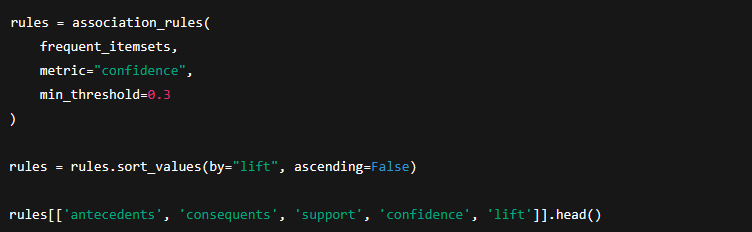 rules = association_rules(
    frequent_itemsets,
    metric="confidence",
    min_threshold=0.3
)
rules = rules.sort_values(by="lift", ascending=False)
rules[['antecedents', 'consequents', 'support', 'confidence', 'lift']].head()